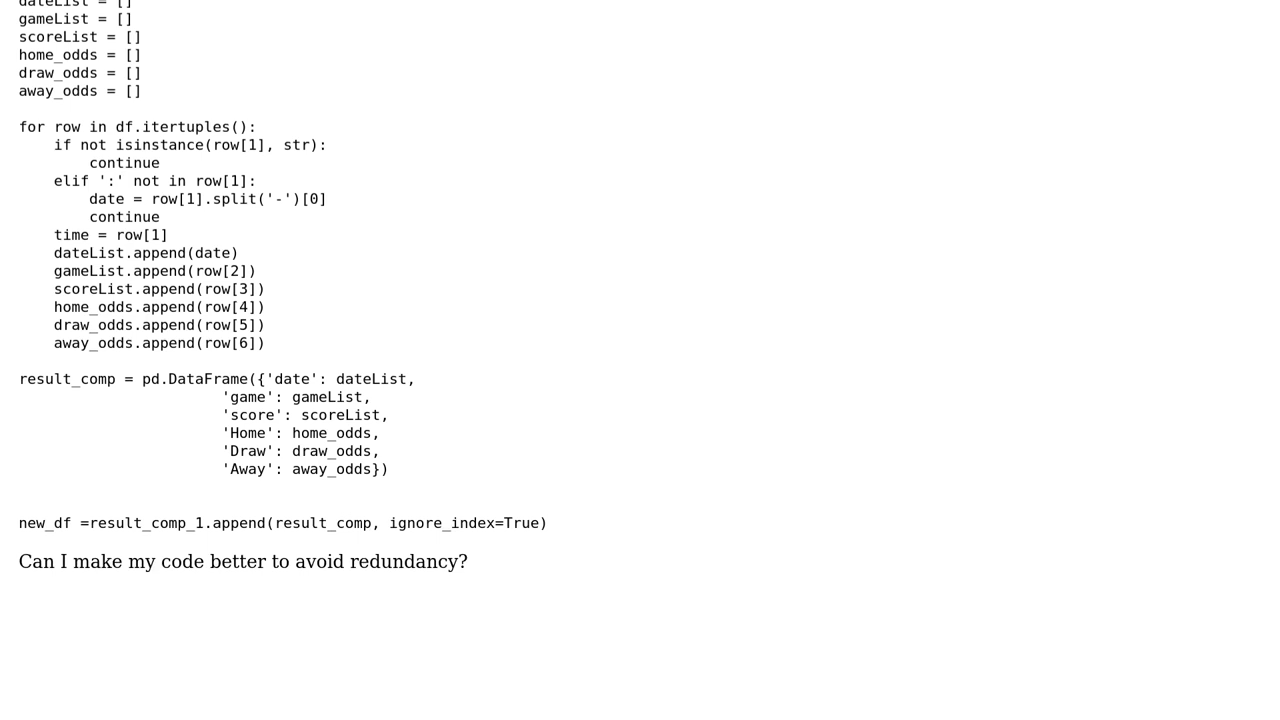 dateList = []
gameList = []
scoreList = []
home_odds = []
draw_odds = []
away_odds = []

for row in df.itertuples():
    if not isinstance(row[1], str):
        continue
    elif ':' not in row[1]:
        date = row[1].split('-')[0]
        continue
    time = row[1]
    dateList.append(date)
    gameList.append(row[2])
    scoreList.append(row[3])
    home_odds.append(row[4])
    draw_odds.append(row[5])
    away_odds.append(row[6])

result_comp = pd.DataFrame({'date': dateList,
                       'game': gameList,
                       'score': scoreList,
                       'Home': home_odds,
                       'Draw': draw_odds,
                       'Away': away_odds})

new_df =result_comp_1.append(result_comp, ignore_index=True)
Can I make my code better to avoid redundancy?